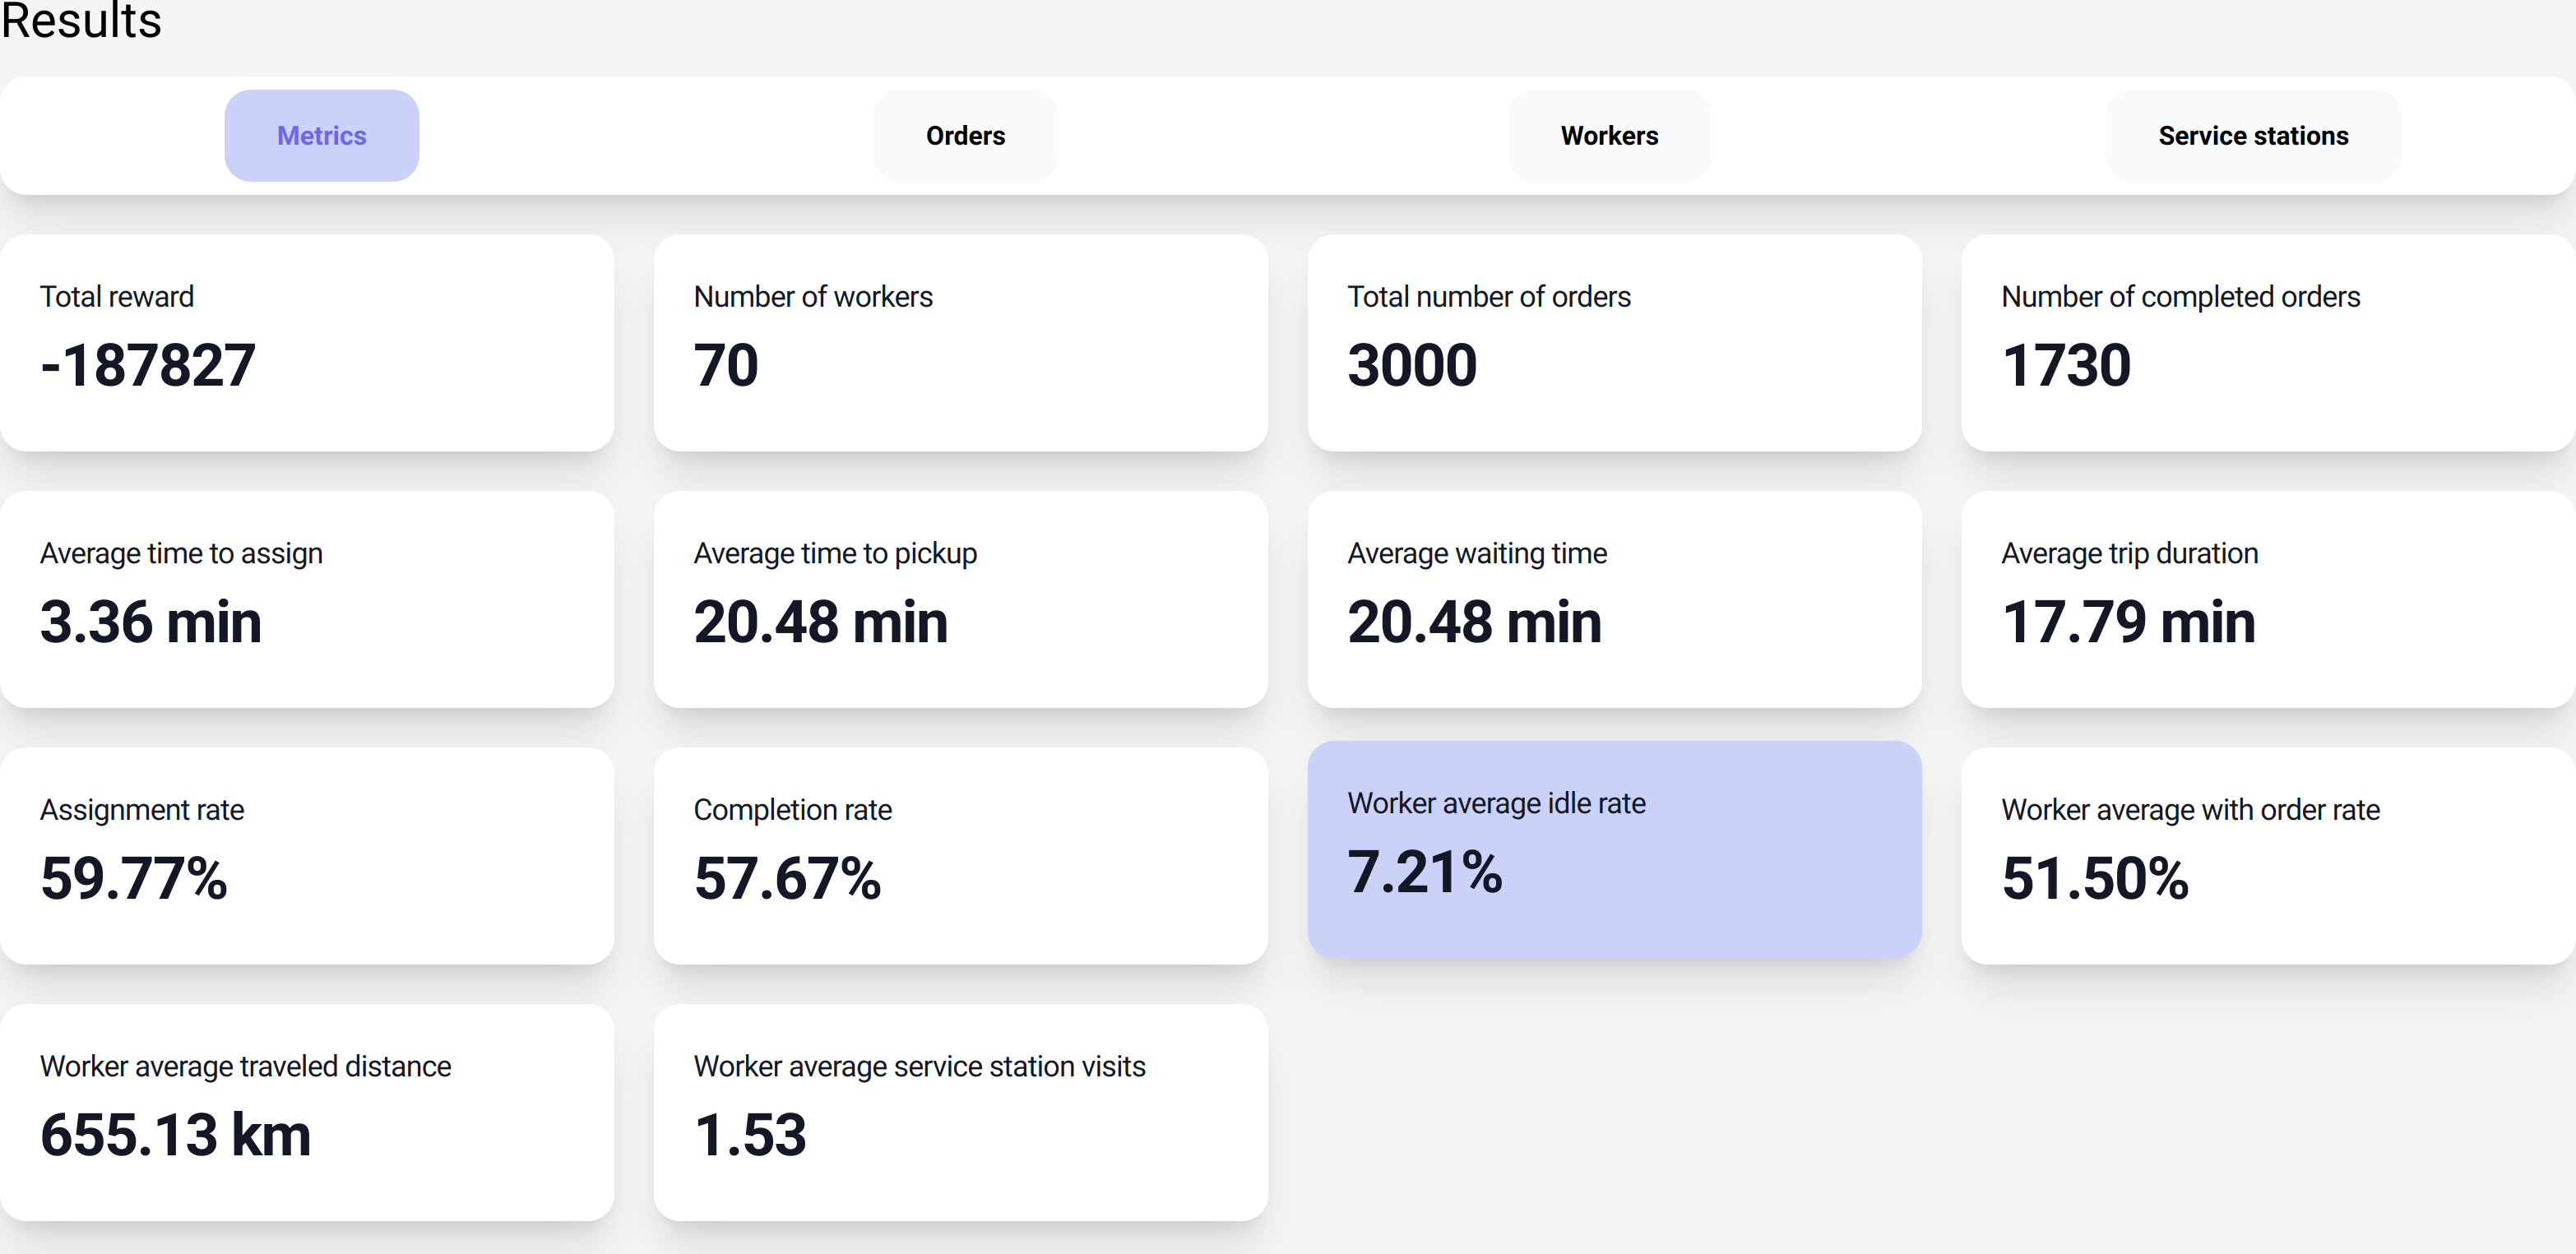 Results
Metrics
Orders
Workers
Service stations
Total reward
-187827
Number of workers
70
Total number of orders
3000
Number of completed orders
1730
Average time to assign
3.36 min
Average time to pickup
20.48 min
Average waiting time
20.48 min
Average trip duration
17.79 min
Assignment rate
59.77%
Completion rate
57.67%
Worker average idle rate
7.21%
Worker average with order rate
51.50%
Worker average traveled distance
655.13 km
Worker average service station visits
1.53